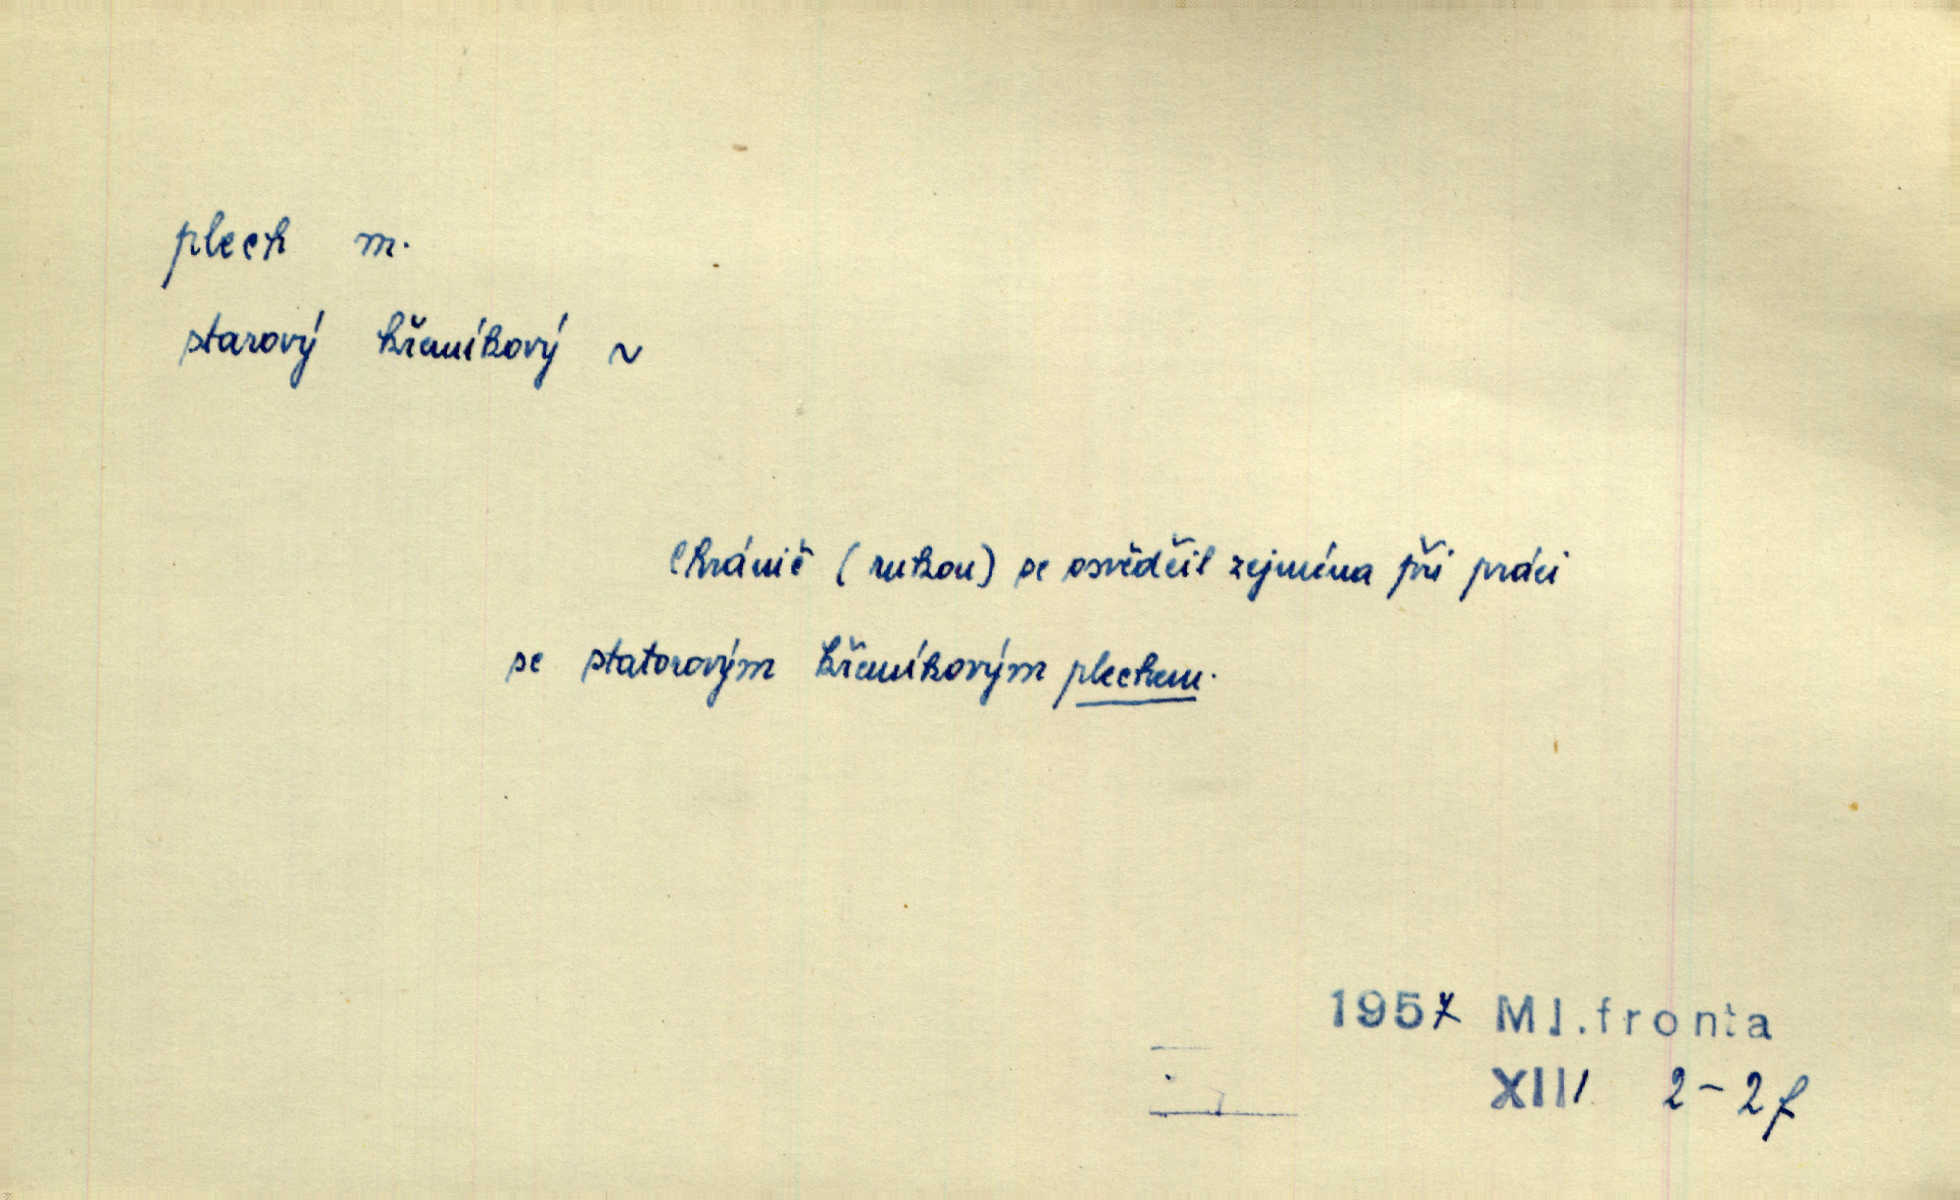 plech m.
starový křemíkový ~
Chránič (rukou) se osvědčil zejména při práci
se statorovým křemíkovým plechem.
1957 Ml.fronta
XIII 2-2f